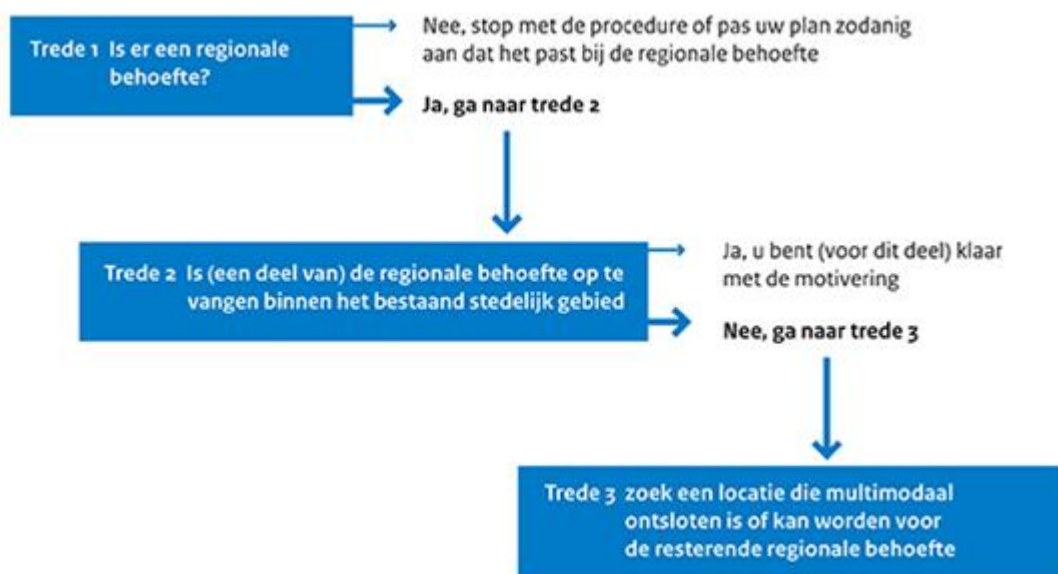 Trede 1 Is er een regionale
behoefte?
Nee, stop met de procedure of pas uw plan zodanig
aan dat het past bij de regionale behoefte
Ja, ga naar trede 2
Trede 2 Is (een deel van) de regionale behoefte op te
vangen binnen het bestaand stedelijk gebied
Ja, u bent (voor dit deel) klaar
met de motivering
Nee, ga naar trede 3
Trede 3 zoek een locatie die multimodaal
ontsloten is of kan worden voor
de resterende regionale behoefte